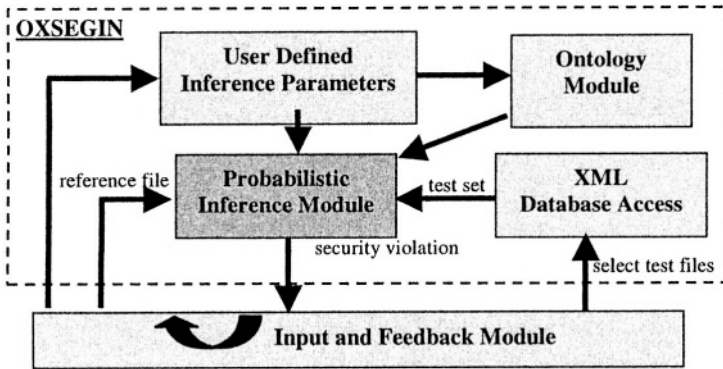 OXSEGIN
User Defined
Inference Parameters
Ontology
Module
reference file
Probabilistic
Inference Module
test set
XML
Database Access
security violation
select test files
Input and Feedback Module